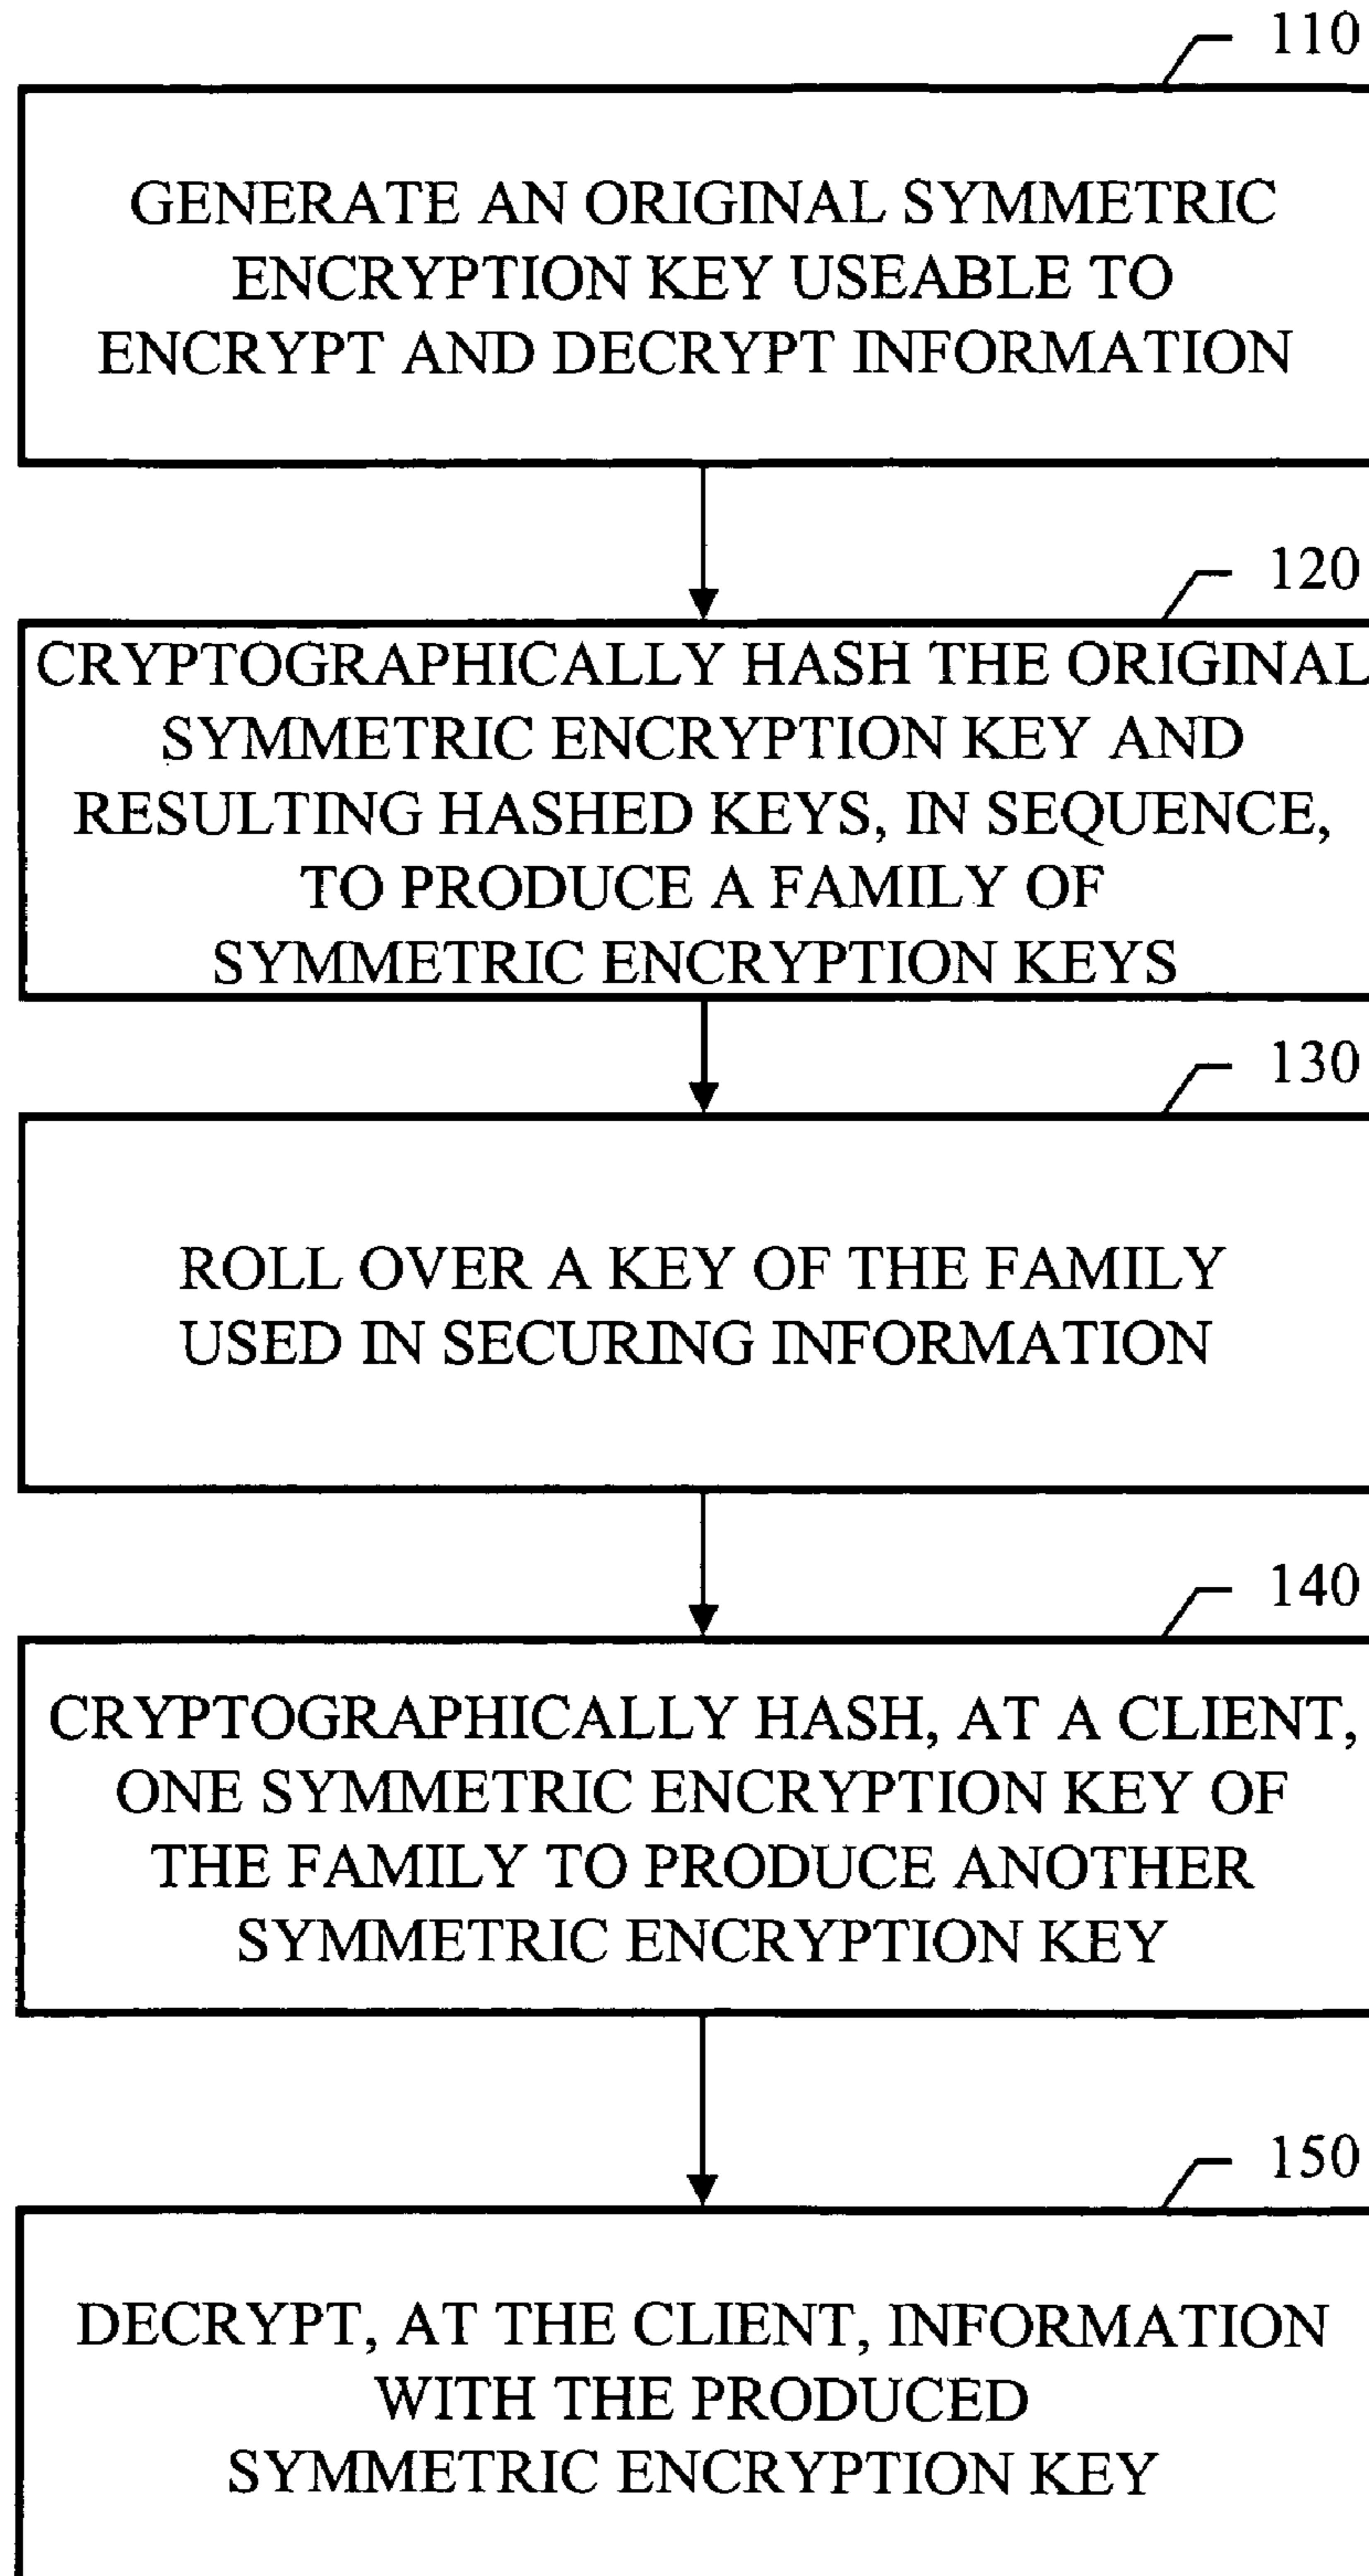 110
GENERATE AN ORIGINAL SYMMETRIC
ENCRYPTION KEY USEABLE TO
ENCRYPT AND DECRYPT INFORMATION
120
CRYPTOGRAPHICALLY HASH THE ORIGINAL
SYMMETRIC ENCRYPTION KEY AND
RESULTING HASHED KEYS, IN SEQUENCE,
TO PRODUCE A FAMILY OF
SYMMETRIC ENCRYPTION KEYS
130
ROLL OVER A KEY OF THE FAMILY
USED IN SECURING INFORMATION
140
CRYPTOGRAPHICALLY HASH, AT A CLIENT,
ONE SYMMETRIC ENCRYPTION KEY OF
THE FAMILY TO PRODUCE ANOTHER
SYMMETRIC ENCRYPTION KEY
150
DECRYPT, AT THE CLIENT, INFORMATION
WITH THE PRODUCED
SYMMETRIC ENCRYPTION KEY